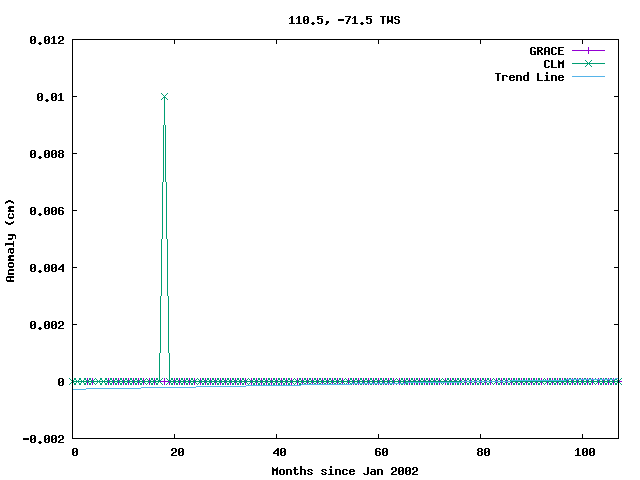 110.5, -71.5 TWS
GRACE
CLM
Trend Line
0.012
0.01
0.008
0.006
0.004
0.002
0
-0.002
Anomaly (cm)
0 20 40 60 80 100
Months since Jan 2002